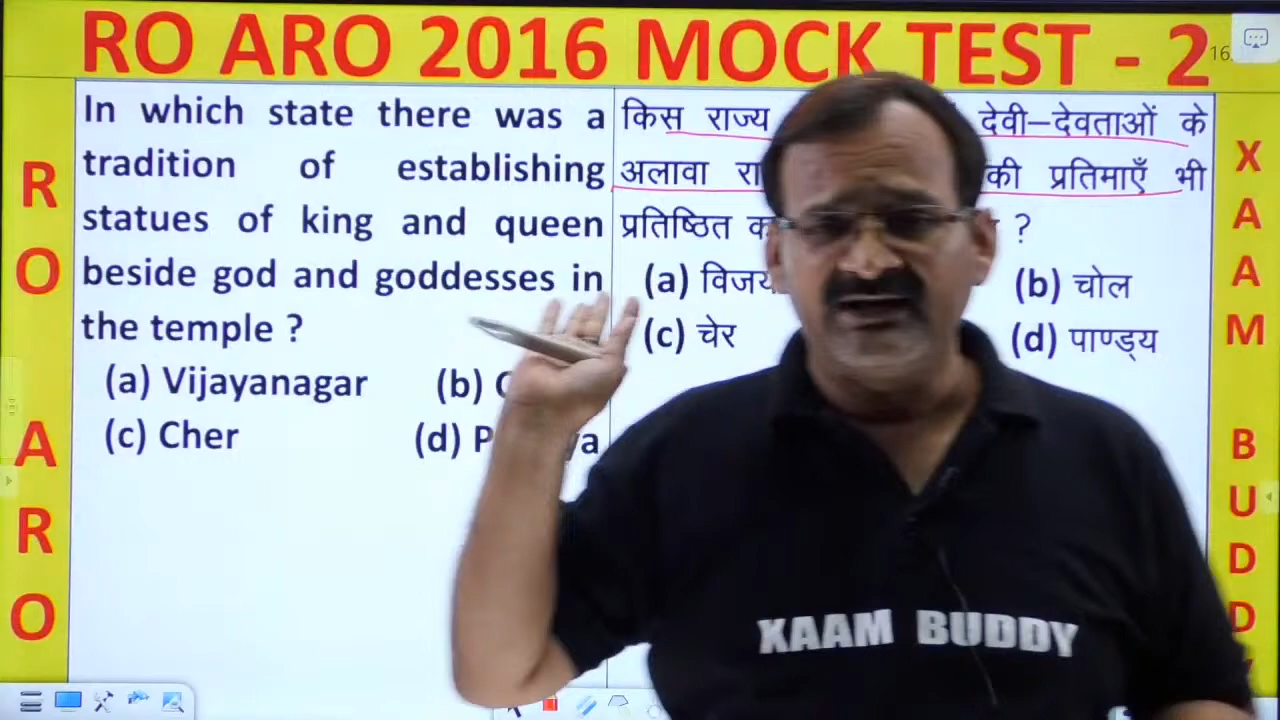 RO ARO 2016 MOCK TEST - 2
16
In which state there was a
tradition of establishing
statues of king and queen
beside god and goddesses in
the temple ?
(a) Vijayanagar (b)
(c) Cher (d)
किस राज्य देवी–देवताओं के
अलावा की प्रतिमाएँ भी
प्रतिष्ठित ?
(a) (b) चोल
(c) चेर (d) पाण्ड्य
R
O
A
R
O
X
A
A
M
B
U
D
D
XAAM BUDDY